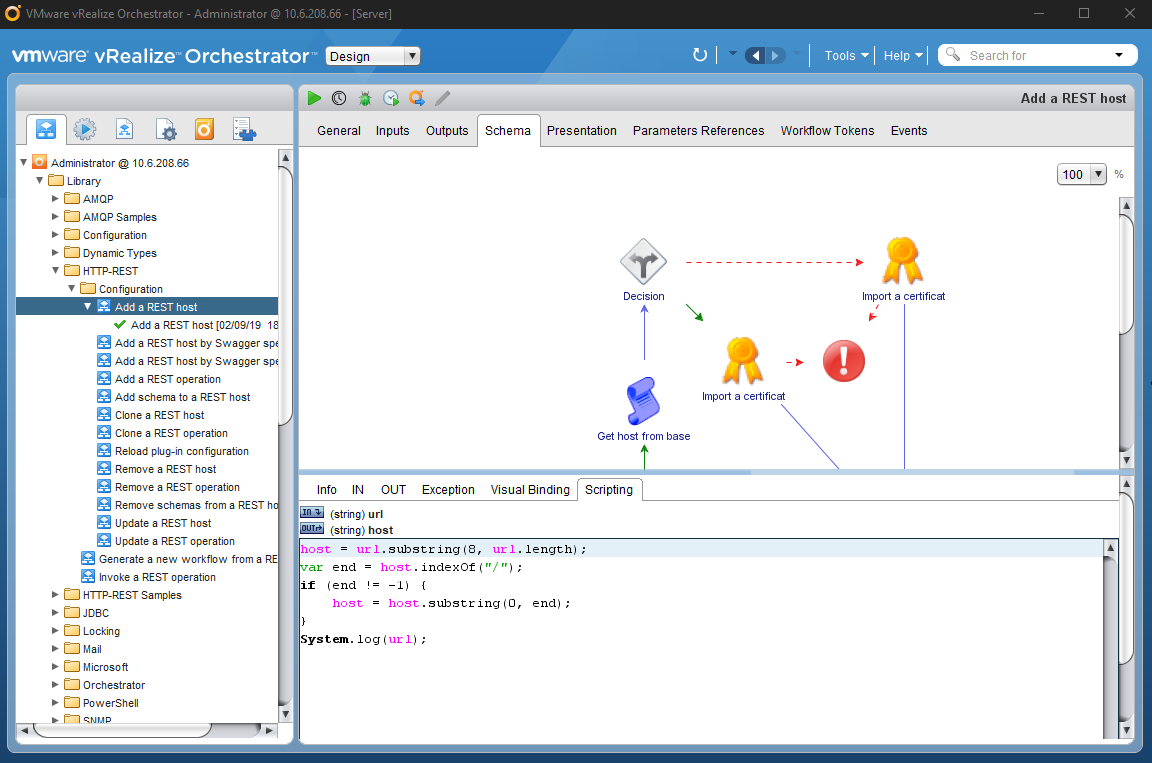 VMware vRealize Orchestrator - Administrator @ 10.6.208.66 - [Server]
vmware vRealize™ Orchestrator™ Design
Tools Help Search for
Add a REST host
General Inputs Outputs Schema Presentation Parameters References Workflow Tokens Events
100 %
Administrator @ 10.6.208.66
Library
AMQP
AMQP Samples
Configuration
Dynamic Types
HTTP-REST
Configuration
Add a REST host
Add a REST host [02/09/19 18
Add a REST host by Swagger spe
Add a REST host by Swagger spe
Add a REST operation
Add schema to a REST host
Clone a REST host
Clone a REST operation
Reload plug-in configuration
Remove a REST host
Remove a REST operation
Remove schemas from a REST ho
Update a REST host
Update a REST operation
Generate a new workflow from a RE
Invoke a REST operation
HTTP-REST Samples
JDBC
Locking
Mail
Microsoft
Orchestrator
PowerShell
SNMP
Decision
Import a certificat
Import a certificat
Get host from base
Info IN OUT Exception Visual Binding Scripting
IN (string) url
OUT (string) host
host = url.substring(8, url.length);
var end = host.indexOf("/");
if (end != -1) {
host = host.substring(0, end);
}
System.log(url);